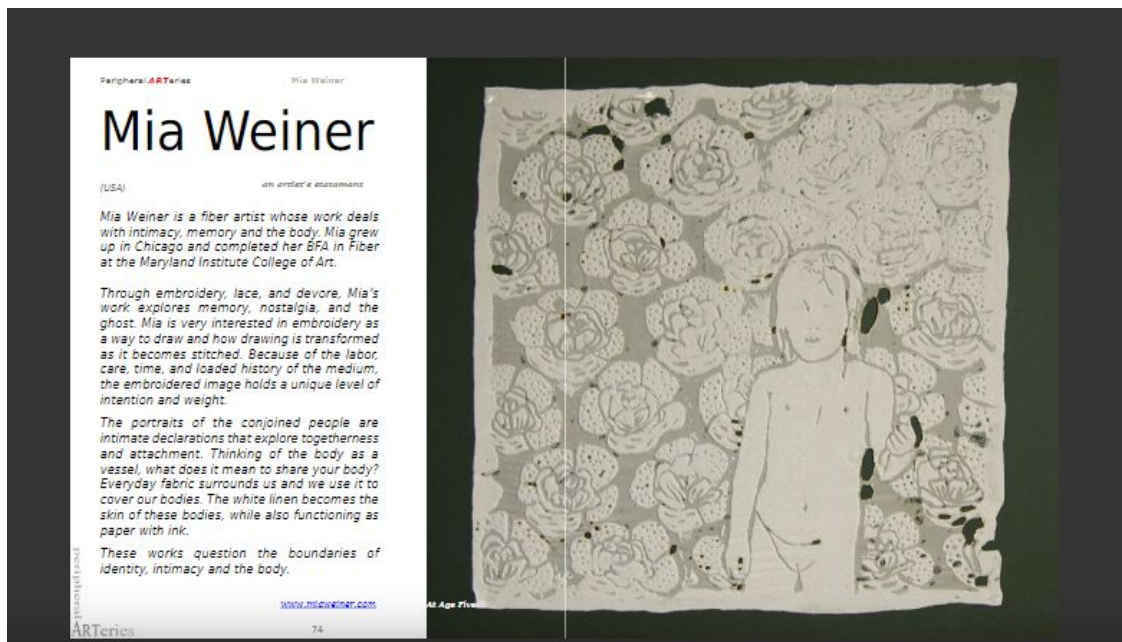 Peripheral ARTeries
Mia Weiner
Mia Weiner
(USA)
an artist's statement
Mia Weiner is a fiber artist whose work deals
with intimacy, memory and the body. Mia grew
up in Chicago and completed her BFA in Fiber
at the Maryland Institute College of Art.
Through embroidery, lace, and devore, Mia's
work explores memory, nostalgia, and the
ghost. Mia is very interested in embroidery as
a way to draw and how drawing is transformed
as it becomes stitched. Because of the labor,
care, time, and loaded history of the medium,
the embroidered image holds a unique level of
intention and weight.
The portraits of the conjoined people are
intimate declarations that explore togetherness
and attachment. Thinking of the body as a
vessel, what does it mean to share your body?
Everyday fabric surrounds us and we use it to
cover our bodies. The white linen becomes the
skin of these bodies, while also functioning as
paper with ink.
These works question the boundaries of
identity, intimacy and the body.
www.miaweiner.com
At Age Five
peripheral
ARTeries
74